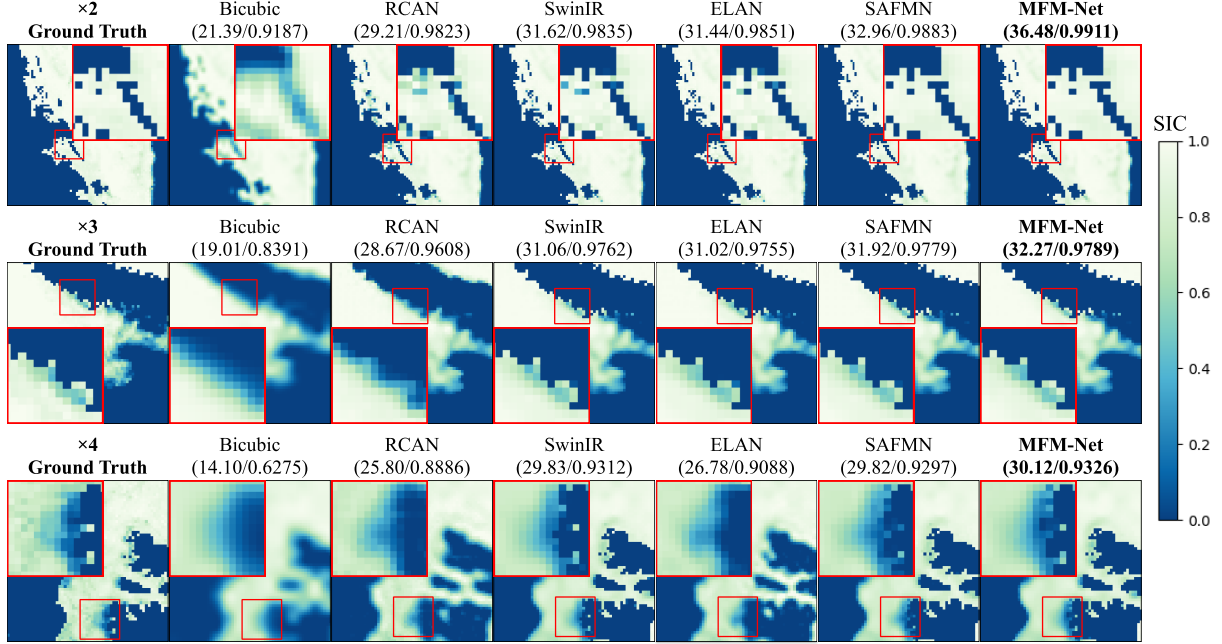 ×2 Bicubic RCAN SwinIR ELAN SAFMN MFM-Net
Ground Truth (21.39/0.9187) (29.21/0.9823) (31.62/0.9835) (31.44/0.9851) (32.96/0.9883) (36.48/0.9911)
SIC
1.0
0.8
0.6
0.4
0.2
0.0
×3 Bicubic RCAN SwinIR ELAN SAFMN MFM-Net
Ground Truth (19.01/0.8391) (28.67/0.9608) (31.06/0.9762) (31.02/0.9755) (31.92/0.9779) (32.27/0.9789)
×4 Bicubic RCAN SwinIR ELAN SAFMN MFM-Net
Ground Truth (14.10/0.6275) (25.80/0.8886) (29.83/0.9312) (26.78/0.9088) (29.82/0.9297) (30.12/0.9326)